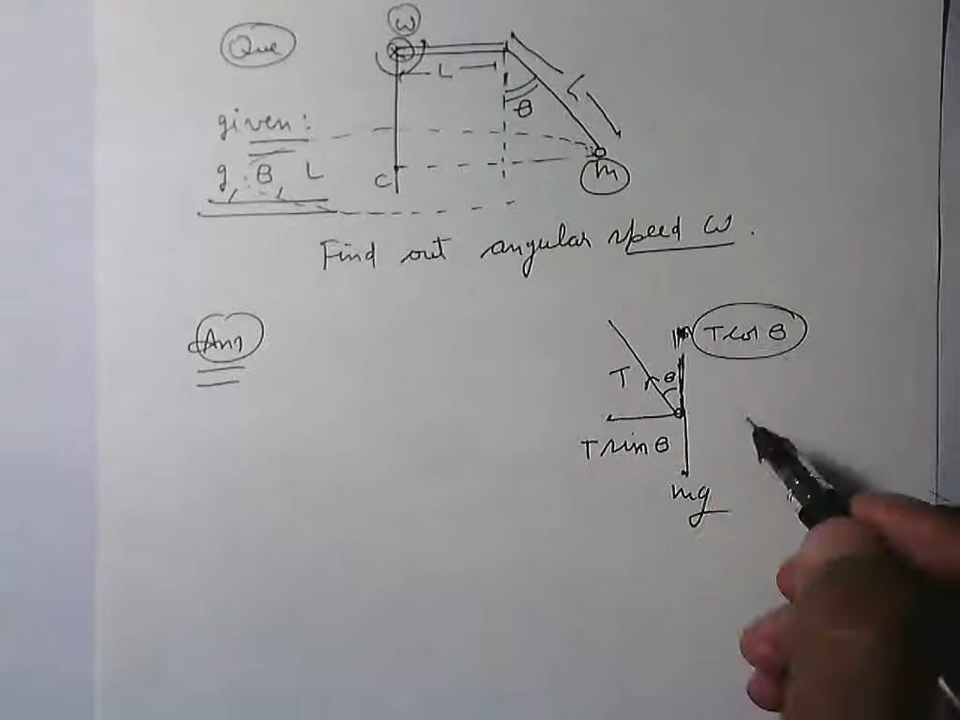 Que
ω
L
θ
L
given:
g, θ, L
C
m
Find out angular speed ω.
Ans
T cos θ
T
θ
T sin θ
mg